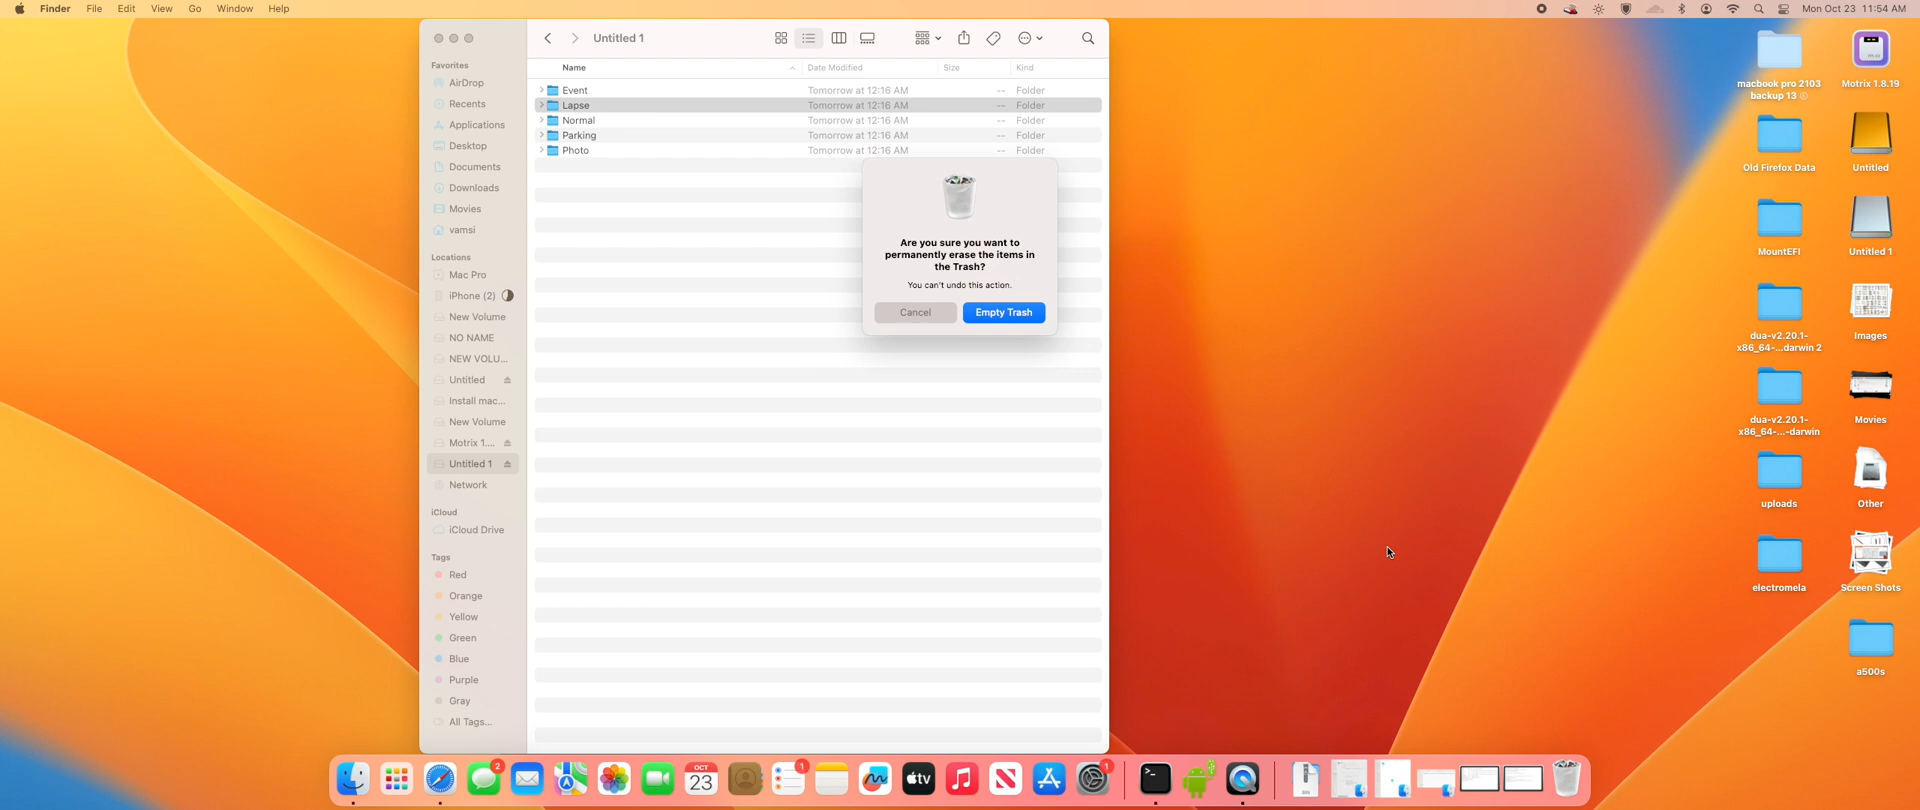 Finder File Edit View Go Window Help
Mon Oct 23 11:54 AM
Untitled 1
Name Date Modified Size Kind
Event Tomorrow at 12:16 AM -- Folder
Lapse Tomorrow at 12:16 AM -- Folder
Normal Tomorrow at 12:16 AM -- Folder
Parking Tomorrow at 12:16 AM -- Folder
Photo Tomorrow at 12:16 AM -- Folder
Favorites
AirDrop
Recents
Applications
Desktop
Documents
Downloads
Movies
vamsi
Locations
Mac Pro
iPhone (2)
New Volume
NO NAME
NEW VOLU...
Untitled
Install mac...
New Volume
Motrix 1....
Untitled 1
Network
iCloud
iCloud Drive
Tags
Red
Orange
Yellow
Green
Blue
Purple
Gray
All Tags...
Are you sure you want to
permanently erase the items in
the Trash?
You can't undo this action.
Cancel Empty Trash
macbook pro 2103
backup 13
Motrix 1.8.19
Old Firefox Data
Untitled
MountEFI
Untitled 1
dua-v2.20.1-
x86_64-...darwin 2
Images
dua-v2.20.1-
x86_64-...-darwin
Movies
uploads
Other
electromela
Screen Shots
a500s
2
OCT
23
1
tv
1